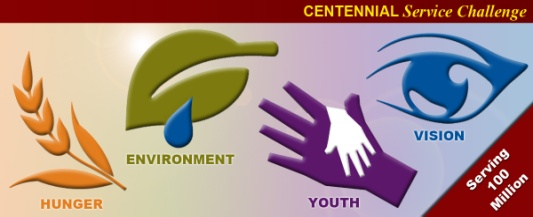 CENTENNIAL Service Challenge
VISION
ENVIRONMENT
HUNGER
YOUTH
Serving
100
Million